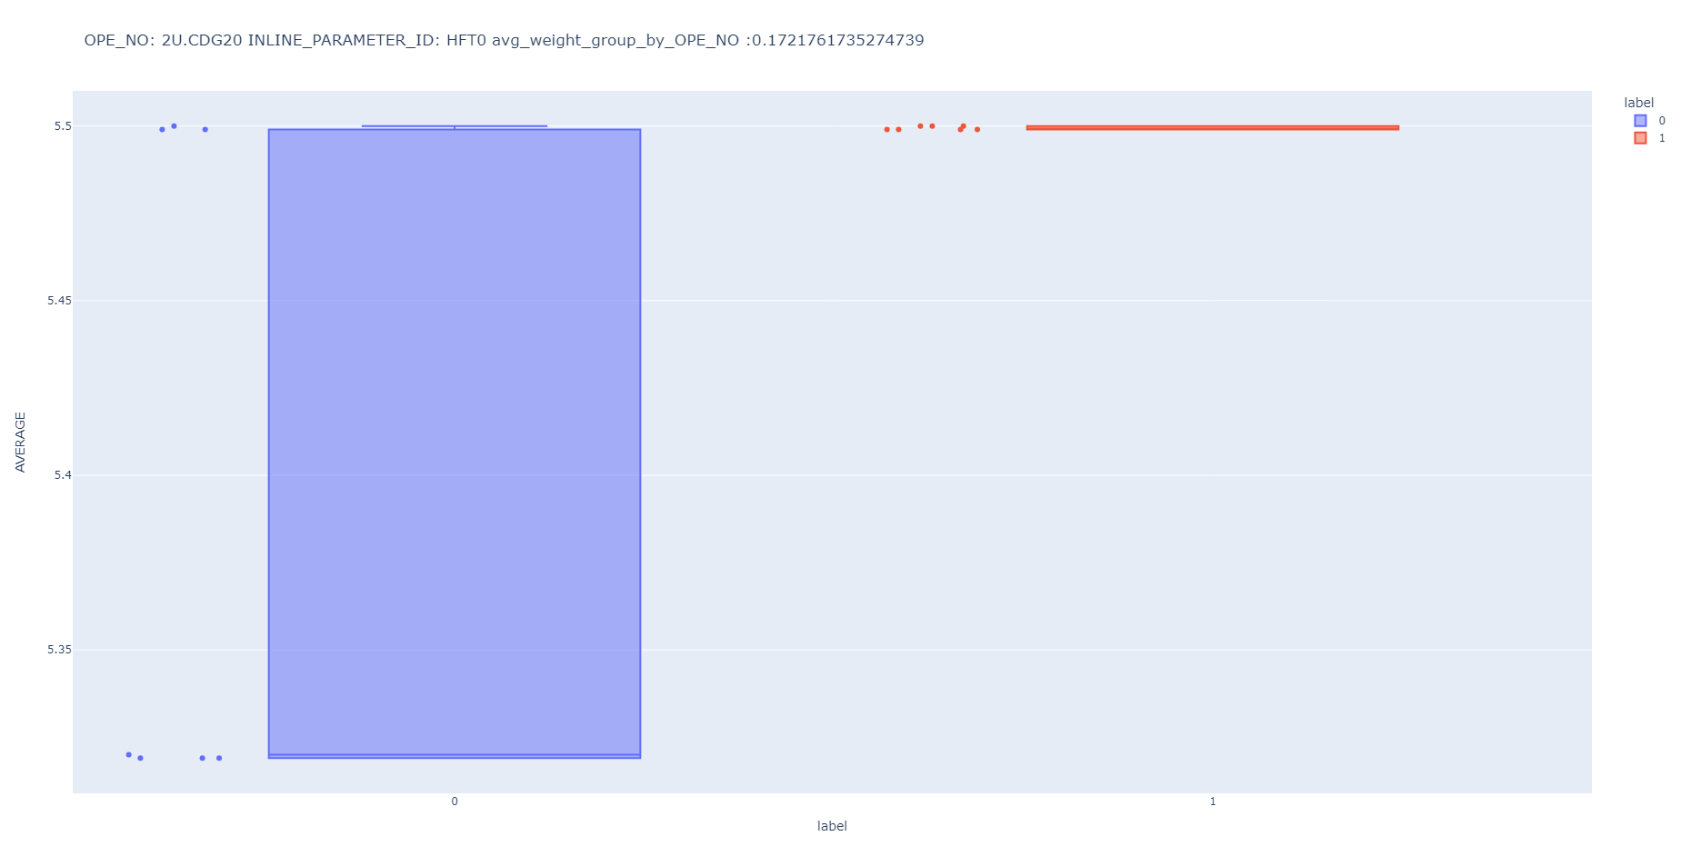 OPE_NO: 2U.CDG20 INLINE_PARAMETER_ID: HFT0 avg_weight_group_by_OPE_NO :0.1721761735274739
label
0
1
5.5
5.45
5.4
5.35
AVERAGE
0
1
label